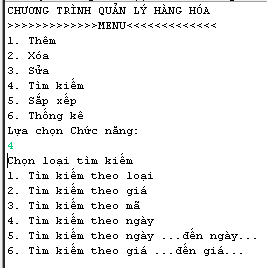 CHƯƠNG TRÌNH QUẢN LÝ HÀNG HÓA
>>>>>>>>>>>>>MENU<<<<<<<<<<<<<
1. Thêm
2. Xóa
3. Sửa
4. Tìm kiếm
5. Sắp xếp
6. Thống kê
Lựa chọn Chức năng:
4
Chọn loại tìm kiếm
1. Tìm kiếm theo loại
2. Tìm kiếm theo giá
3. Tìm kiếm theo mã
4. Tìm kiếm theo ngày
5. Tìm kiếm theo ngày ...đến ngày...
6. Tìm kiếm theo giá ...đến giá...